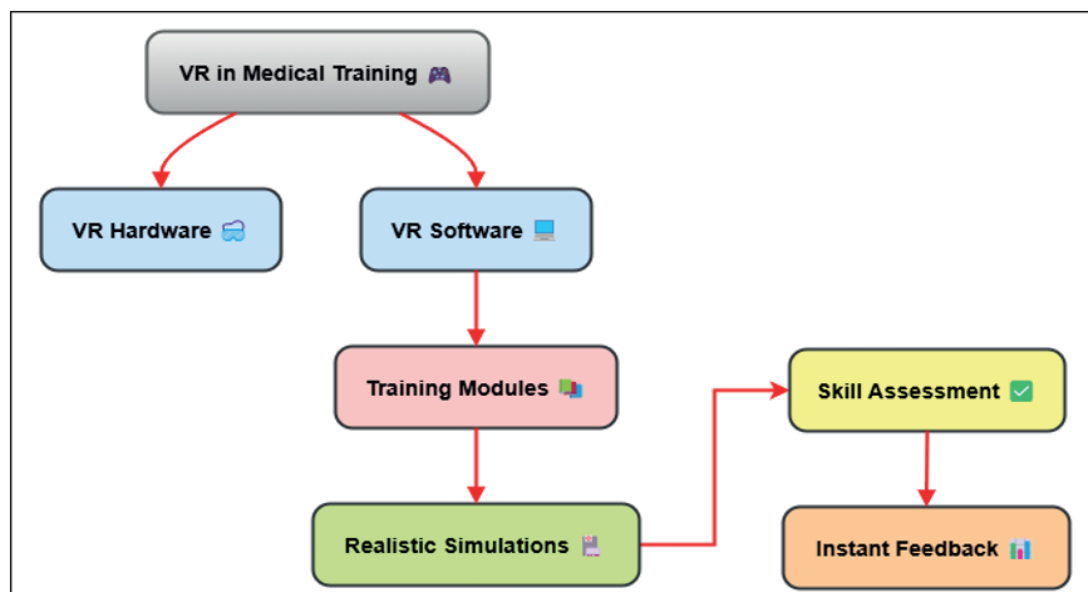 VR in Medical Training 🎮
VR Hardware 🥽
VR Software 💻
Training Modules 📚
Realistic Simulations 🏥
Skill Assessment ✅
Instant Feedback 📊